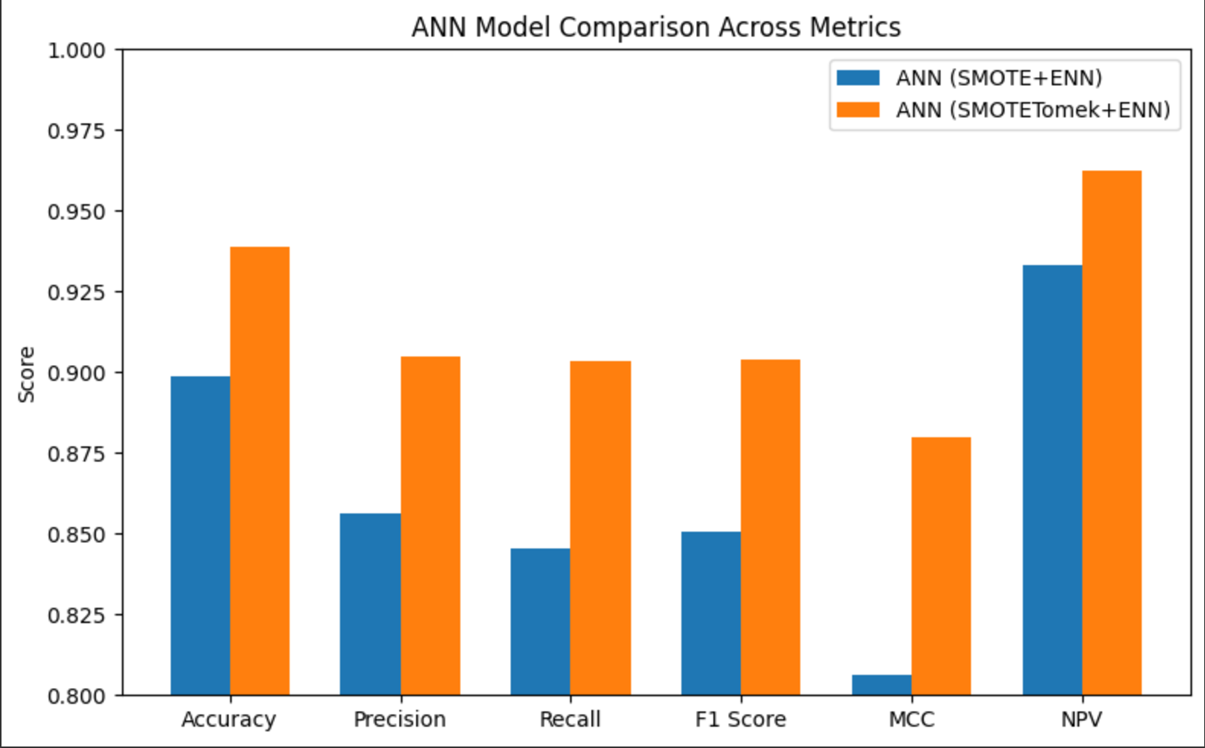 ANN Model Comparison Across Metrics
ANN (SMOTE+ENN)
ANN (SMOTETomek+ENN)
Score
1.000
0.975
0.950
0.925
0.900
0.875
0.850
0.825
0.800
Accuracy Precision Recall F1 Score MCC NPV